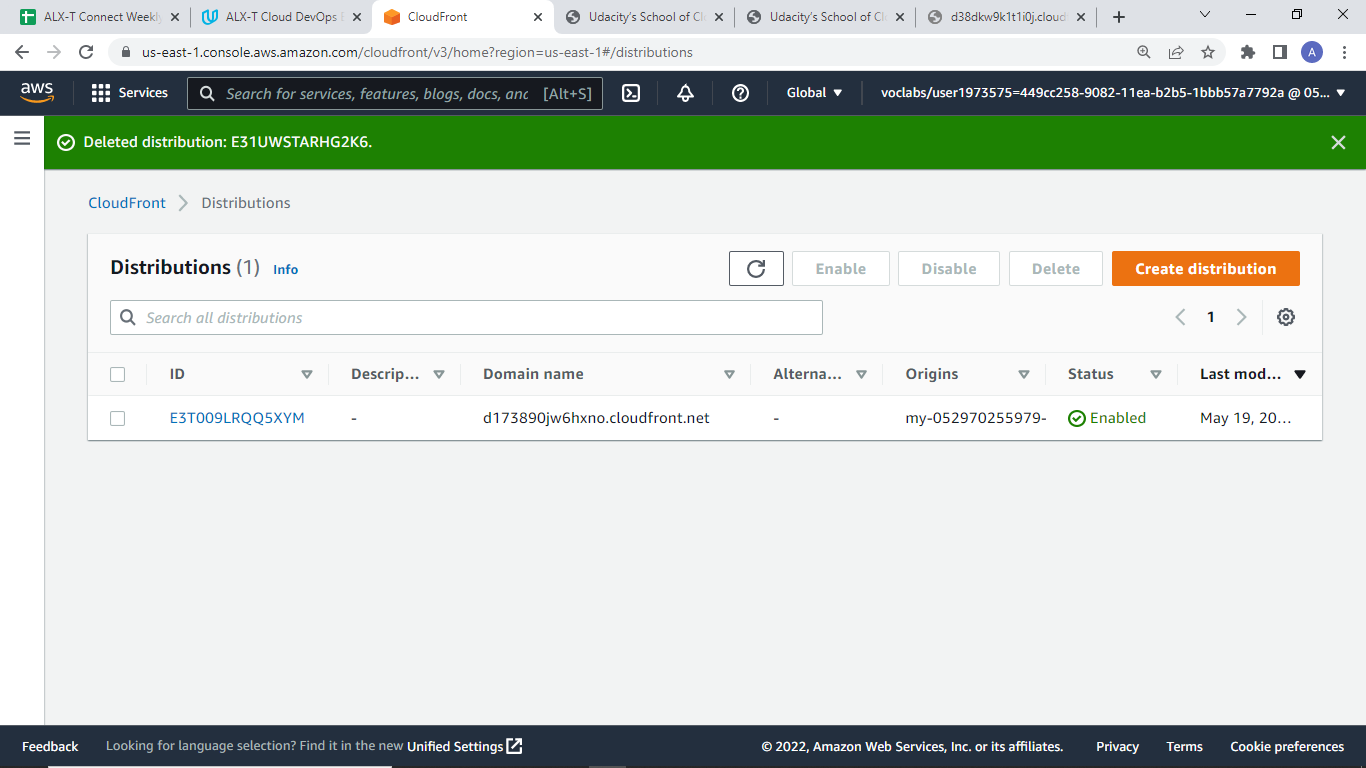 ALX-T Connect Weekly
ALX-T Cloud DevOps
CloudFront
Udacity's School of Cl
Udacity's School of Cl
d38dkw9k1t1i0j.cloud
us-east-1.console.aws.amazon.com/cloudfront/v3/home?region=us-east-1#/distributions
A
aws
Services
Search for services, features, blogs, docs, and
[Alt+S]
Global
voclabs/user1973575=449cc258-9082-11ea-b2b5-1bbb57a7792a @ 05...
Deleted distribution: E31UWSTARHG2K6.
CloudFront
Distributions
Distributions (1) Info
Enable
Disable
Delete
Create distribution
Search all distributions
1
ID
Descrip...
Domain name
Alterna...
Origins
Status
Last mod...
E3T009LRQQ5XYM
-
d173890jw6hxno.cloudfront.net
-
my-052970255979-
Enabled
May 19, 20...
Feedback
Looking for language selection? Find it in the new Unified Settings
© 2022, Amazon Web Services, Inc. or its affiliates.
Privacy
Terms
Cookie preferences